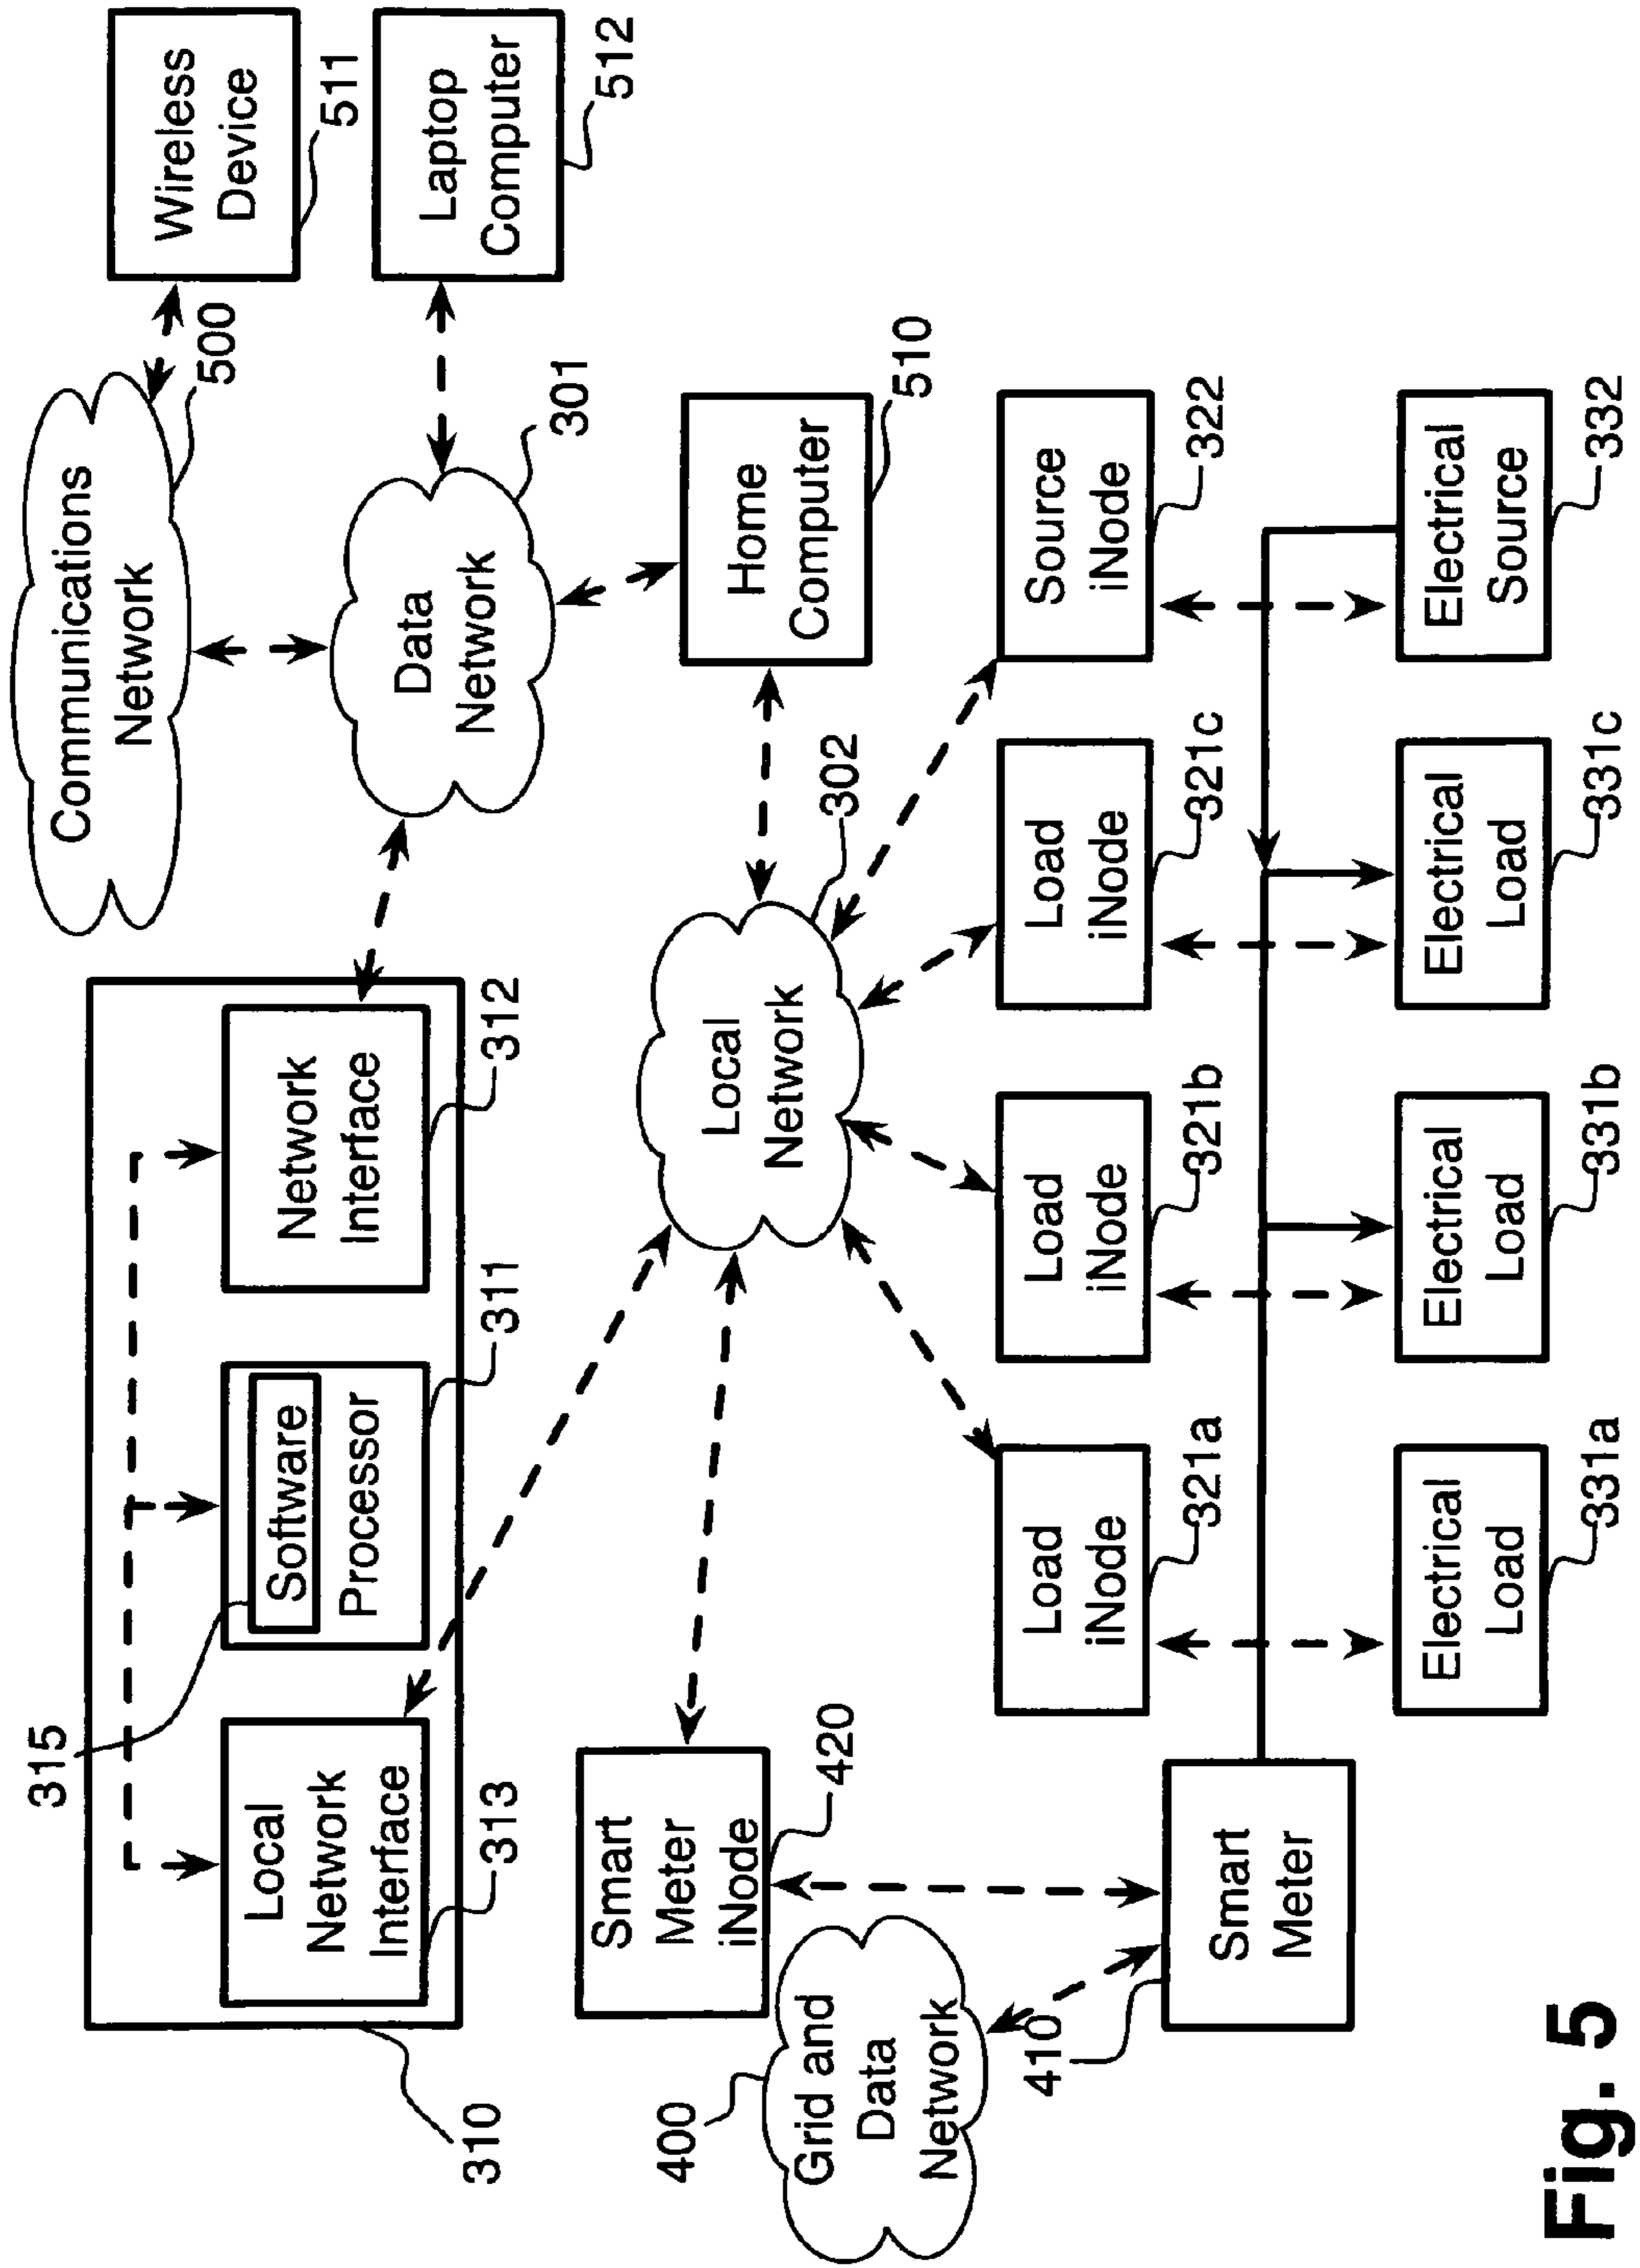 Communications
Network
500
Wireless
Device
511
Laptop
Computer
512
Data
Network
301
Home
Computer
510
Local
Network
Interface
313
315
Software
Processor
311
Network
Interface
312
310
Local
Network
302
Smart
Meter
iNode
420
400
Grid and
Data
Network
410
Smart
Meter
Load
iNode
321a
Load
iNode
321b
Load
iNode
321c
Source
iNode
322
Electrical
Load
331a
Electrical
Load
331b
Electrical
Load
331c
Electrical
Source
332
Fig. 5